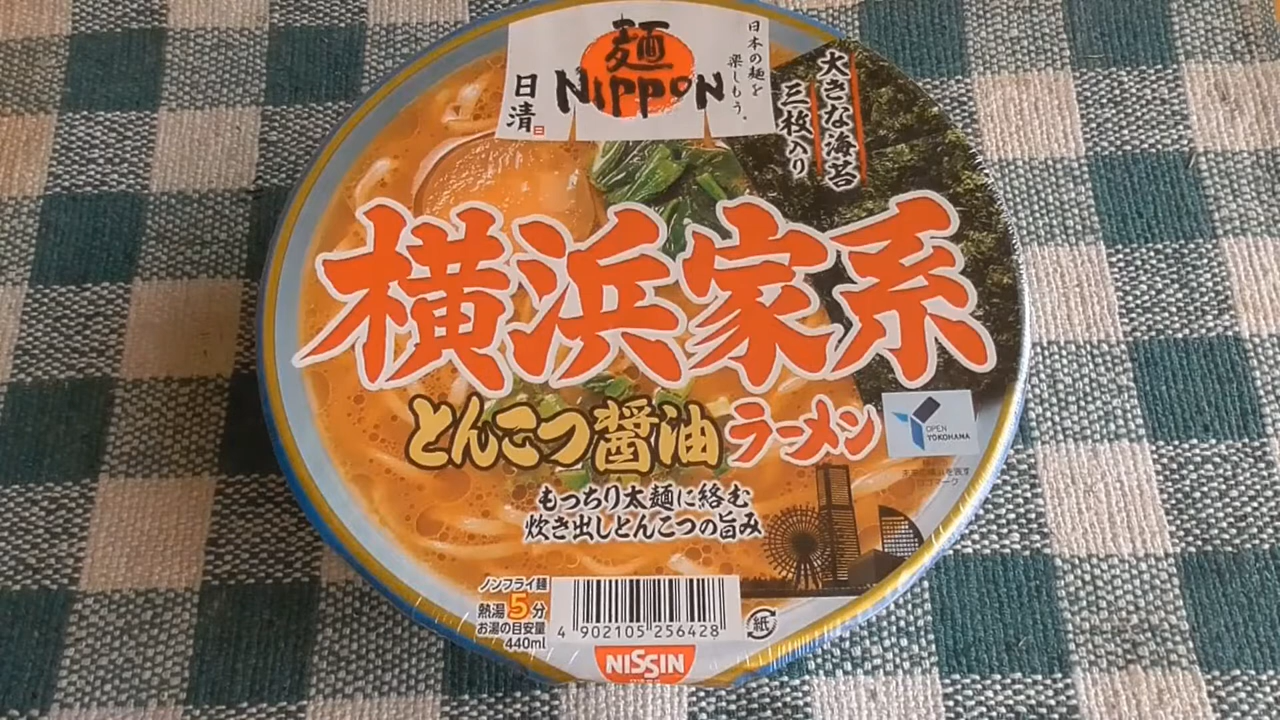 日清
麺
NIPPON
日本の麺を
楽しもう。
大きな海苔
三枚入り
横浜家系
とんこつ醤油ラーメン
OPEN
YOKOHAMA
もっちり太麺に絡む
炊き出しとんこつの旨み
ノンフライ麺
熱湯5分
お湯の目安量
440ml
4 902105 256428
紙
NISSIN